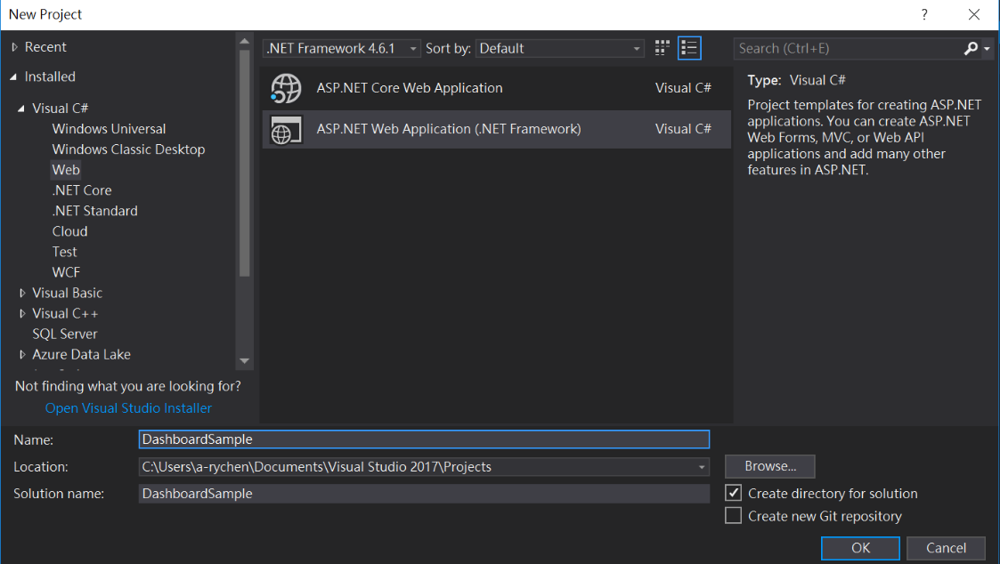 New Project
?
Recent
Installed
Visual C#
Windows Universal
Windows Classic Desktop
Web
.NET Core
.NET Standard
Cloud
Test
WCF
Visual Basic
Visual C++
SQL Server
Azure Data Lake
Not finding what you are looking for?
Open Visual Studio Installer
.NET Framework 4.6.1
Sort by:
Default
ASP.NET Core Web Application
Visual C#
ASP.NET Web Application (.NET Framework)
Visual C#
Search (Ctrl+E)
Type: Visual C#
Project templates for creating ASP.NET
applications. You can create ASP.NET
Web Forms, MVC, or Web API
applications and add many other
features in ASP.NET.
Name:
DashboardSample
Location:
C:\Users\a-rychen\Documents\Visual Studio 2017\Projects
Browse...
Solution name:
DashboardSample
Create directory for solution
Create new Git repository
OK
Cancel